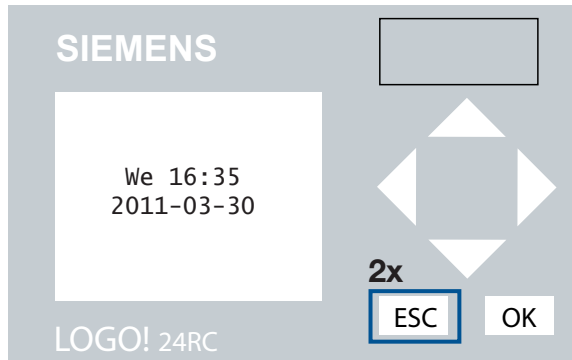 SIEMENS
We 16:35
2011-03-30
2x
ESC OK
LOGO! 24RC